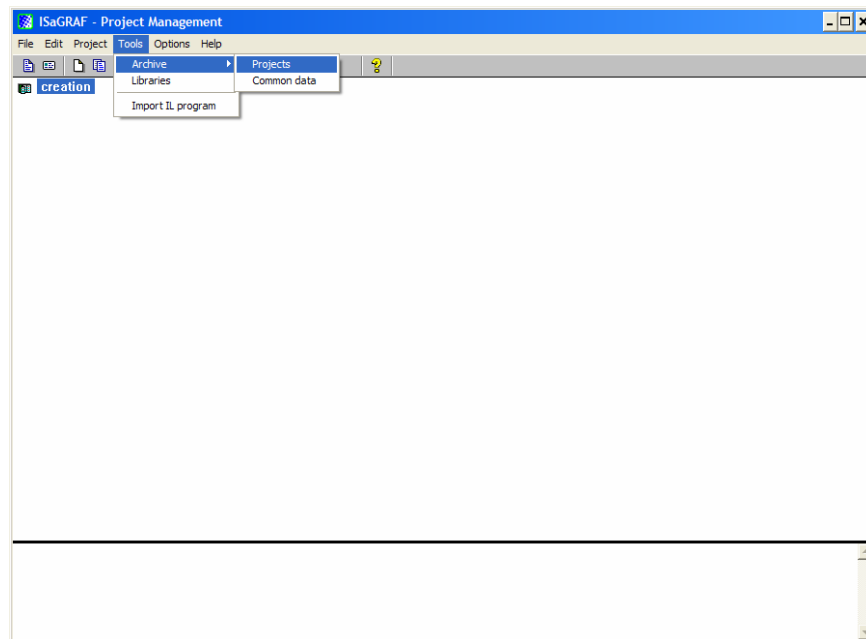 ISaGRAF - Project Management
File Edit Project Tools Options Help
Archive Projects
creation Libraries Common data
Import IL program